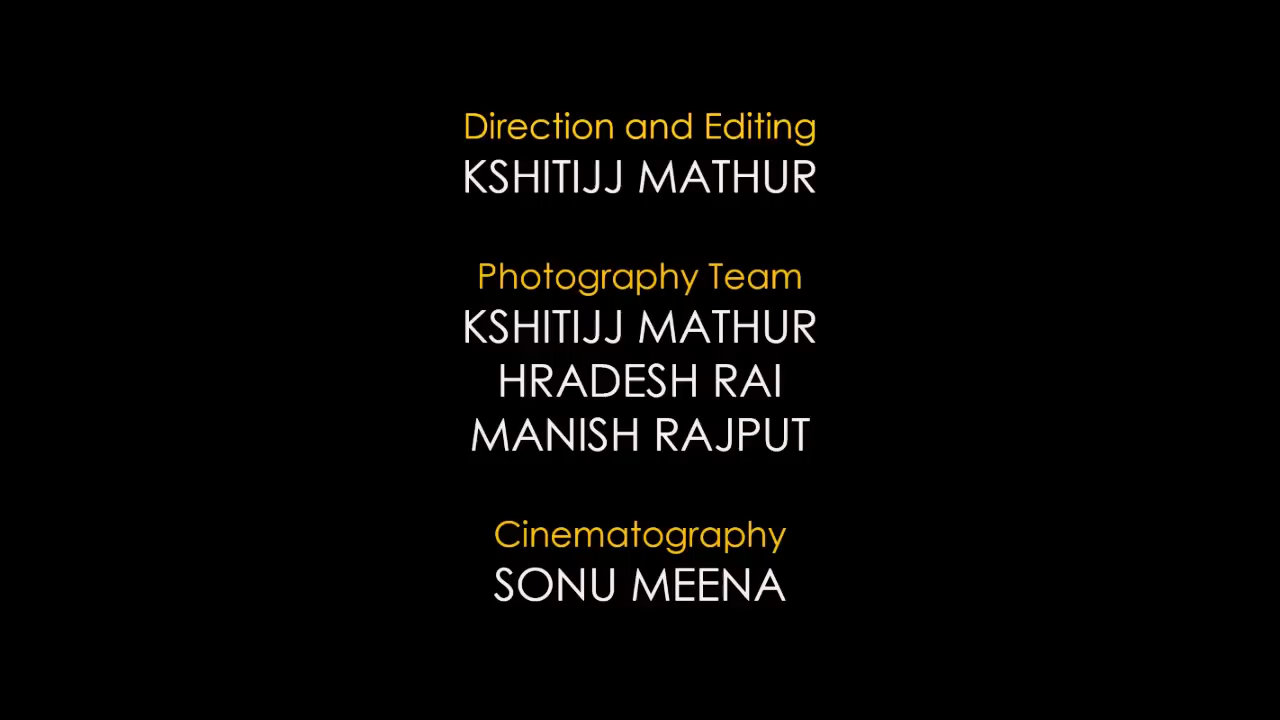 Direction and Editing
KSHITIJJ MATHUR
Photography Team
KSHITIJJ MATHUR
HRADESH RAI
MANISH RAJPUT
Cinematography
SONU MEENA